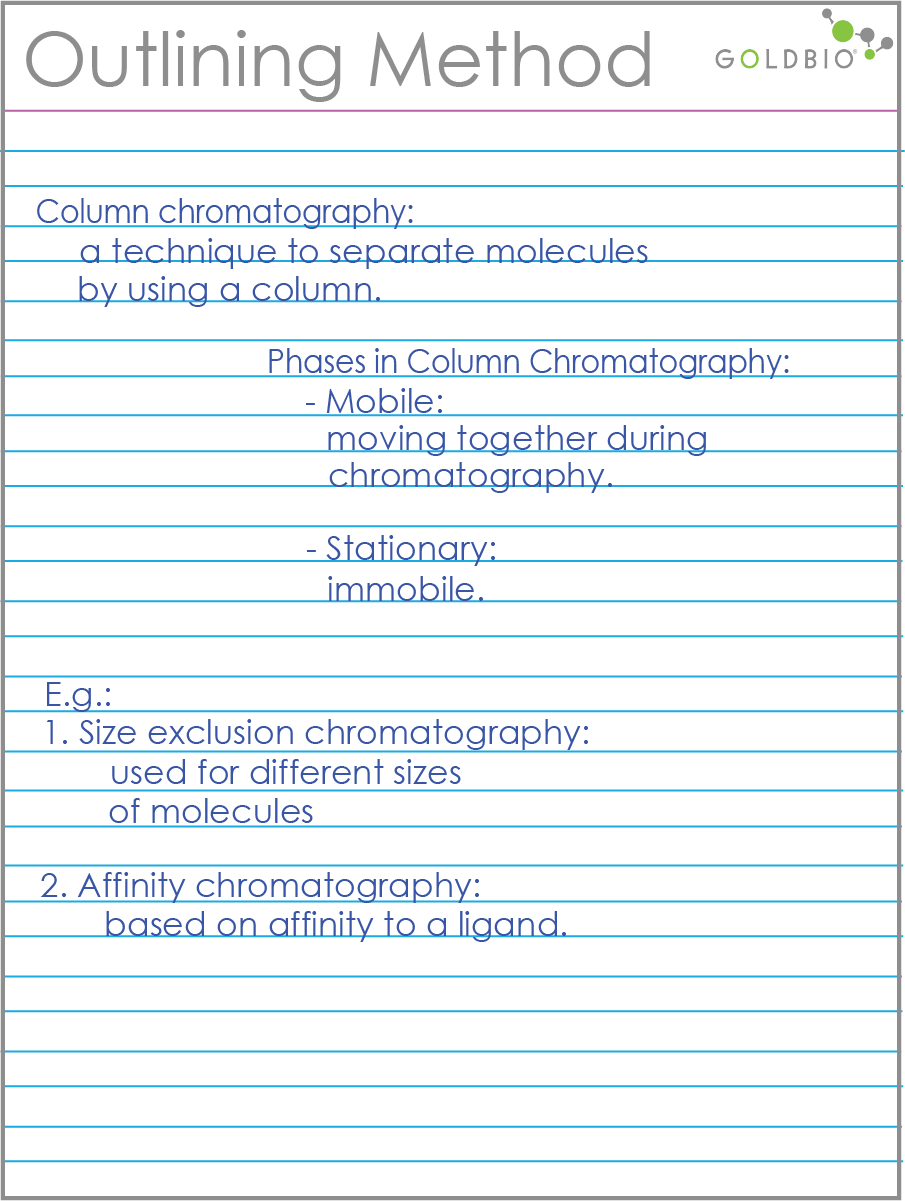 Outlining Method
GOLDBIO®
Column chromatography:
a technique to separate molecules
by using a column.
Phases in Column Chromatography:
- Mobile:
moving together during
chromatography.
- Stationary:
immobile.
E.g.:
1. Size exclusion chromatography:
used for different sizes
of molecules
2. Affinity chromatography:
based on affinity to a ligand.